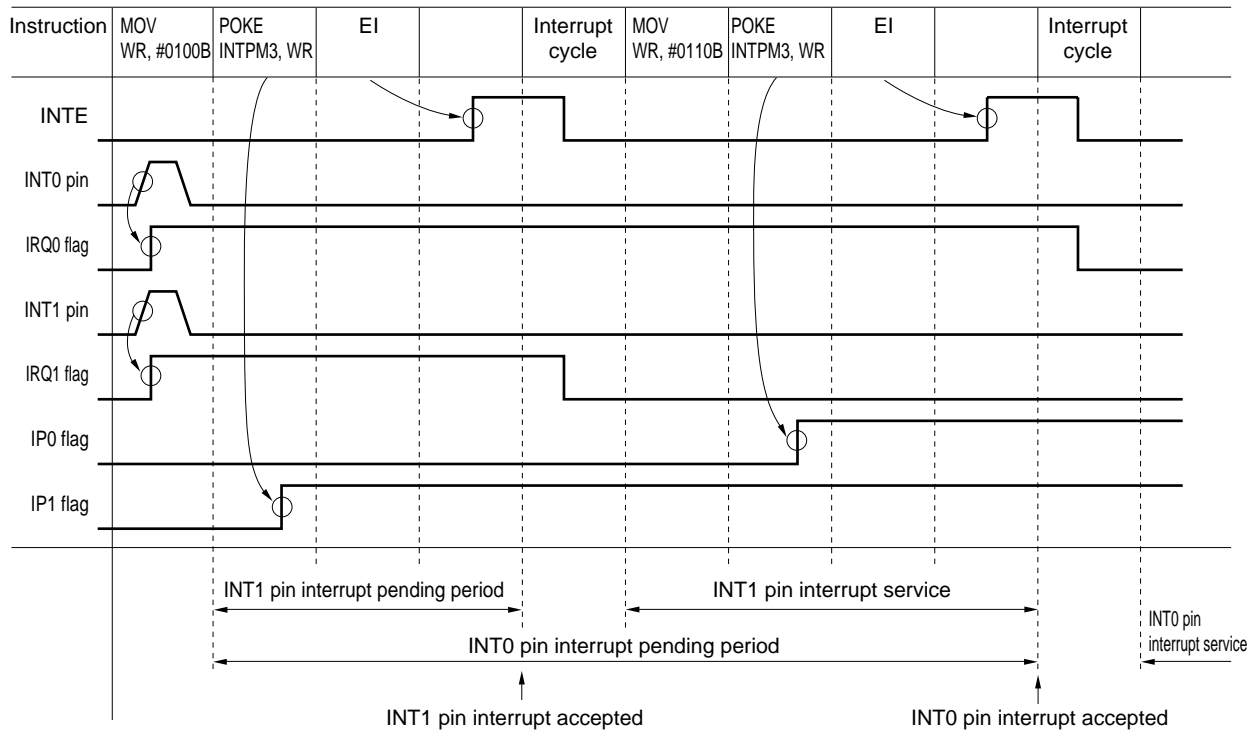 Instruction
MOV
WR, #0100B
POKE
INTPM3, WR
EI
Interrupt
cycle
MOV
WR, #0110B
POKE
INTPM3, WR
EI
Interrupt
cycle
INTE
INT0 pin
IRQ0 flag
INT1 pin
IRQ1 flag
IP0 flag
IP1 flag
INT1 pin interrupt pending period
INT1 pin interrupt service
INT0 pin interrupt pending period
INT0 pin
interrupt service
INT1 pin interrupt accepted
INT0 pin interrupt accepted